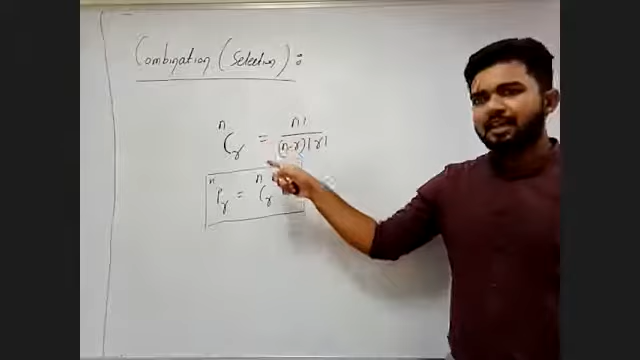 Combination (Selection) :
nCr = n! / (n-r)! r!
nPr = nCr